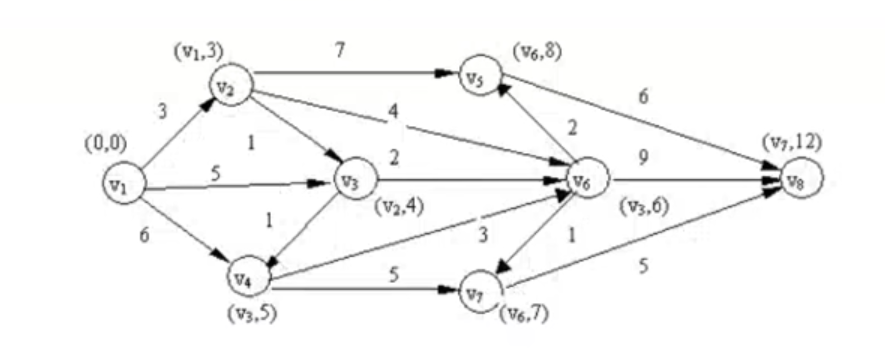 (v₁,3)
7
(v₆,8)
v₂
v₅
3
4
6
(0,0)
1
2
2
9
(v₇,12)
v₁
5
v₃
v₆
v₈
(v₂,4)
(v₃,6)
6
1
3
1
v₄
5
v₇
5
(v₃,5)
(v₆,7)